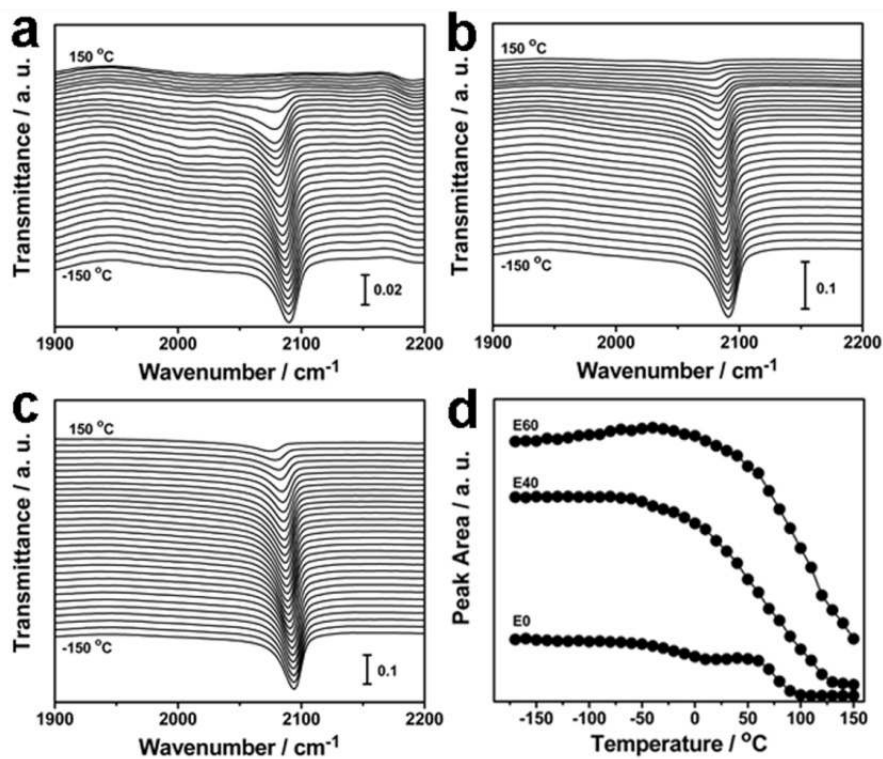 a
150 °C
-150 °C
0.02
Transmittance / a. u.
1900 2000 2100 2200
Wavenumber / cm-1
b
150 °C
-150 °C
0.1
Transmittance / a. u.
1900 2000 2100 2200
Wavenumber / cm-1
c
150 °C
-150 °C
0.1
Transmittance / a. u.
1900 2000 2100 2200
Wavenumber / cm-1
d
E60
E40
E0
Peak Area / a. u.
-150 -100 -50 0 50 100 150
Temperature / °C